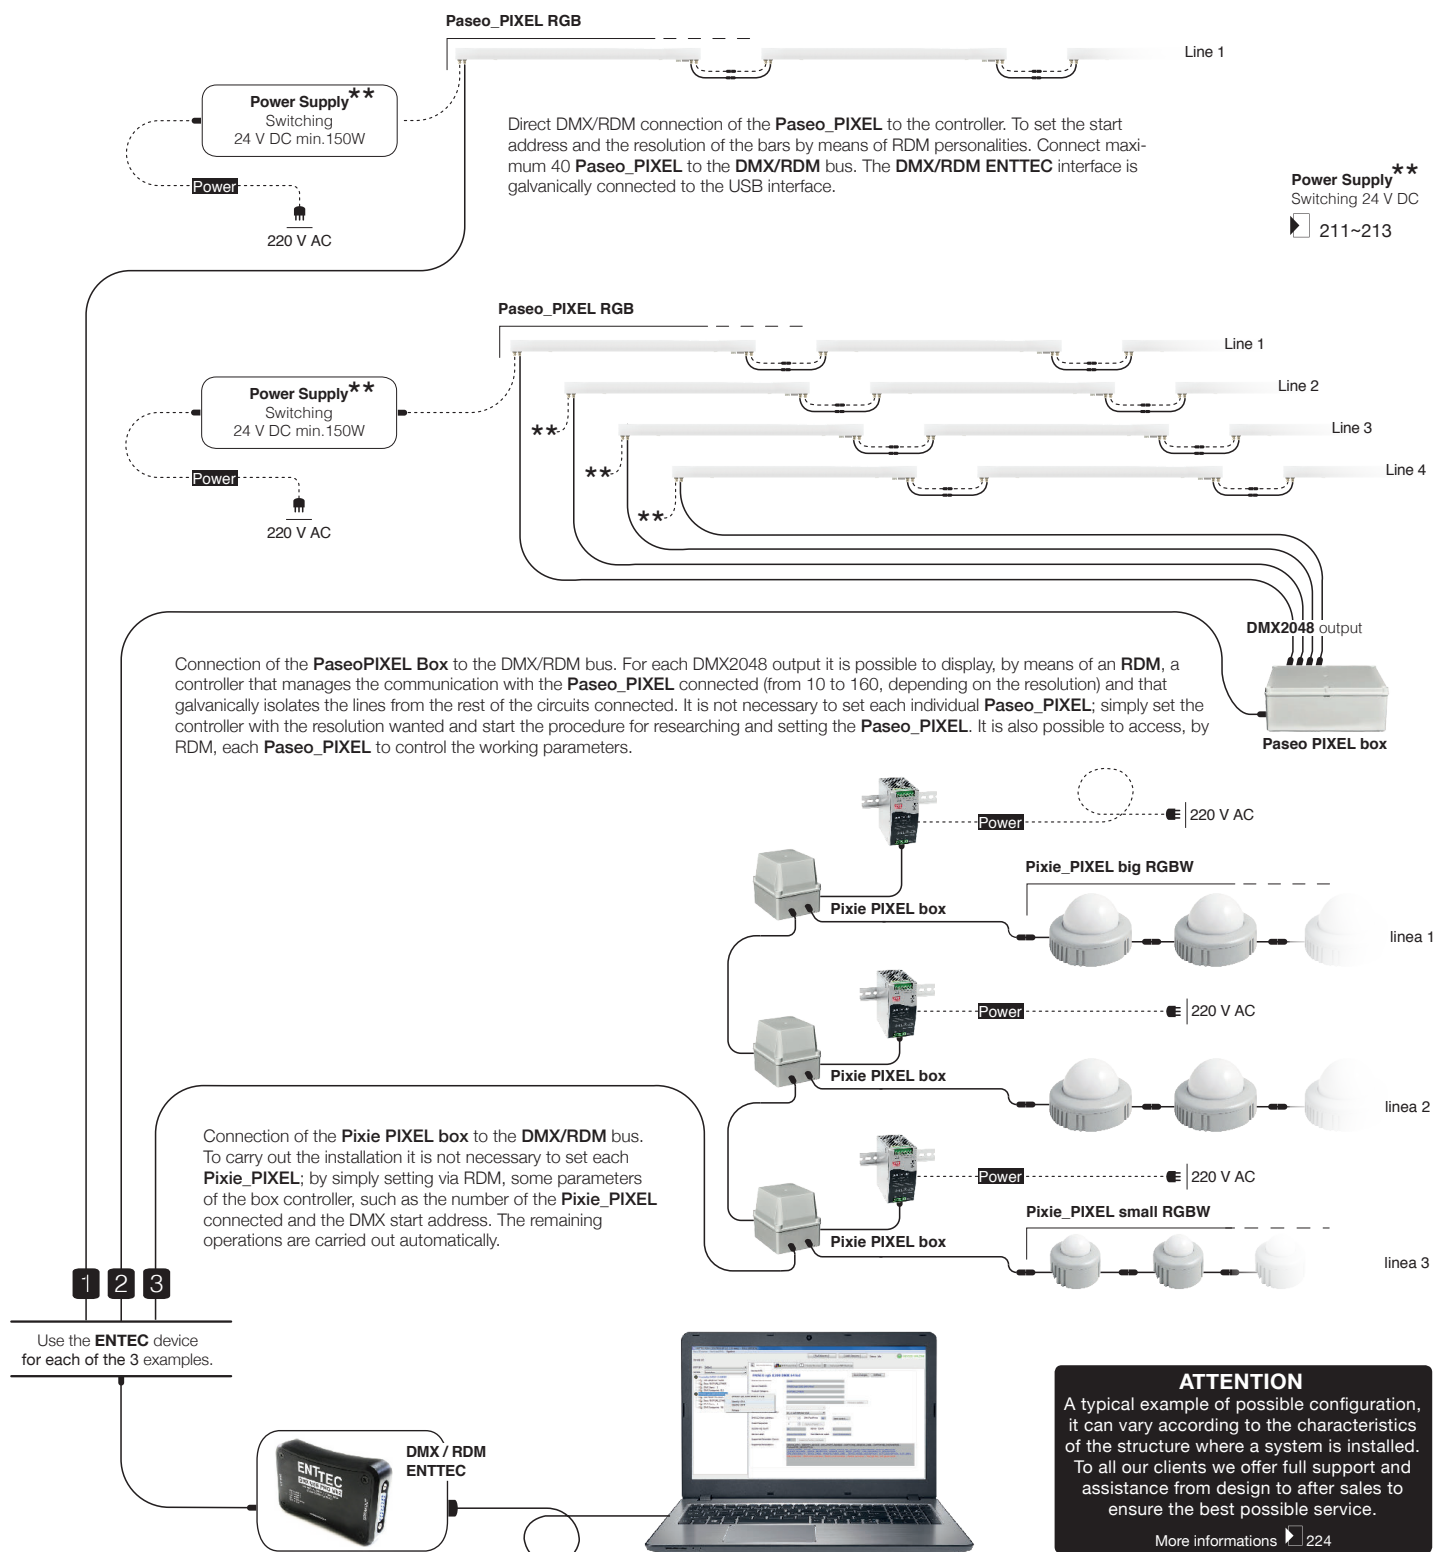 Paseo_PIXEL RGB
Line 1
Power Supply**
Switching
24 V DC min.150W
Power
220 V AC
Direct DMX/RDM connection of the Paseo_PIXEL to the controller. To set the start
address and the resolution of the bars by means of RDM personalities. Connect maxi-
mum 40 Paseo_PIXEL to the DMX/RDM bus. The DMX/RDM ENTTEC interface is
galvanically connected to the USB interface.
Power Supply**
Switching 24 V DC
211~213
Paseo_PIXEL RGB
Line 1
Line 2
Line 3
Line 4
Power Supply**
Switching
24 V DC min.150W
**
**
**
Power
220 V AC
DMX2048 output
Paseo PIXEL box
Connection of the PaseoPIXEL Box to the DMX/RDM bus. For each DMX2048 output it is possible to display, by means of an RDM, a
controller that manages the communication with the Paseo_PIXEL connected (from 10 to 160, depending on the resolution) and that
galvanically isolates the lines from the rest of the circuits connected. It is not necessary to set each individual Paseo_PIXEL; simply set the
controller with the resolution wanted and start the procedure for researching and setting the Paseo_PIXEL. It is also possible to access, by
RDM, each Paseo_PIXEL to control the working parameters.
Power
220 V AC
Pixie_PIXEL big RGBW
Pixie PIXEL box
linea 1
Power
220 V AC
Pixie PIXEL box
linea 2
Connection of the Pixie PIXEL box to the DMX/RDM bus.
To carry out the installation it is not necessary to set each
Pixie_PIXEL; by simply setting via RDM, some parameters
of the box controller, such as the number of the Pixie_PIXEL
connected and the DMX start address. The remaining
operations are carried out automatically.
Power
220 V AC
Pixie_PIXEL small RGBW
Pixie PIXEL box
linea 3
1 2 3
Use the ENTEC device
for each of the 3 examples.
DMX / RDM
ENTTEC
ENTTEC
DMX USB PRO MK2
ATTENTION
A typical example of possible configuration,
it can vary according to the characteristics
of the structure where a system is installed.
To all our clients we offer full support and
assistance from design to after sales to
ensure the best possible service.
More informations 224